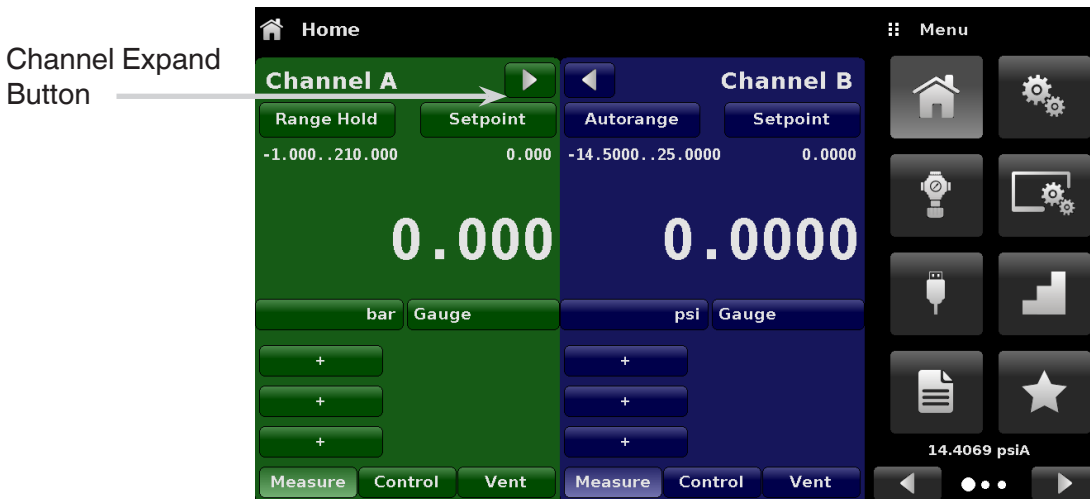 Channel Expand
Button
Home
Menu
Channel A
Channel B
Range Hold
Setpoint
Autorange
Setpoint
-1.000..210.000
0.000
-14.5000..25.0000
0.0000
0.000
0.0000
bar
Gauge
psi
Gauge
+
+
+
+
+
+
14.4069 psiA
Measure
Control
Vent
Measure
Control
Vent